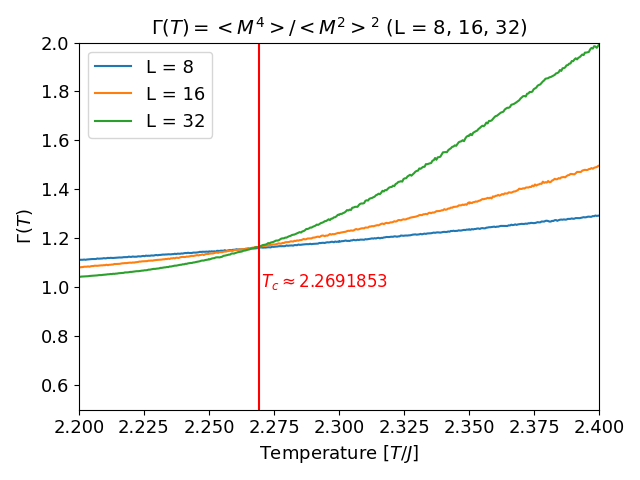 Γ(T) = < M⁴ > / < M² > ² (L = 8, 16, 32)
2.0
1.8
1.6
1.4
1.2
1.0
0.8
0.6
Γ(T)
L = 8
L = 16
L = 32
T_c ≈ 2.2691853
2.200 2.225 2.250 2.275 2.300 2.325 2.350 2.375 2.400
Temperature [T/J]